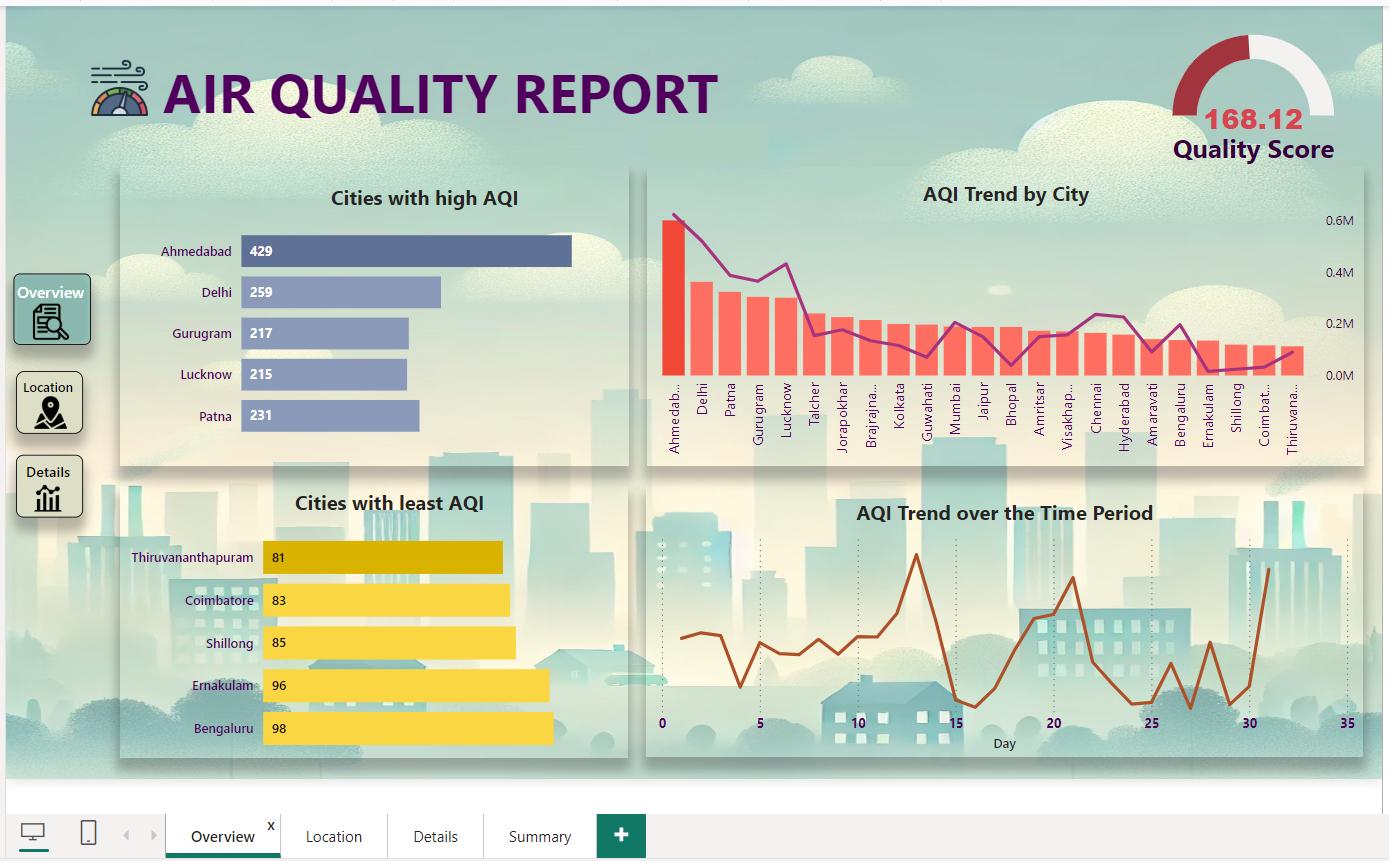 AIR QUALITY REPORT
168.12
Quality Score
Overview
Location
Details
Cities with high AQI
Ahmedabad 429
Delhi 259
Gurugram 217
Lucknow 215
Patna 231
AQI Trend by City
0.6M
0.4M
0.2M
0.0M
Ahmedab...
Delhi
Patna
Gurugram
Lucknow
Talcher
Jorapokhar
Brajrajna...
Kolkata
Guwahati
Mumbai
Jaipur
Bhopal
Amritsar
Visakhap...
Chennai
Hyderabad
Amaravati
Bengaluru
Ernakulam
Shillong
Coimbat...
Thiruvana...
Cities with least AQI
Thiruvananthapuram 81
Coimbatore 83
Shillong 85
Ernakulam 96
Bengaluru 98
AQI Trend over the Time Period
0 5 10 15 20 25 30 35
Day
Overview x Location Details Summary +